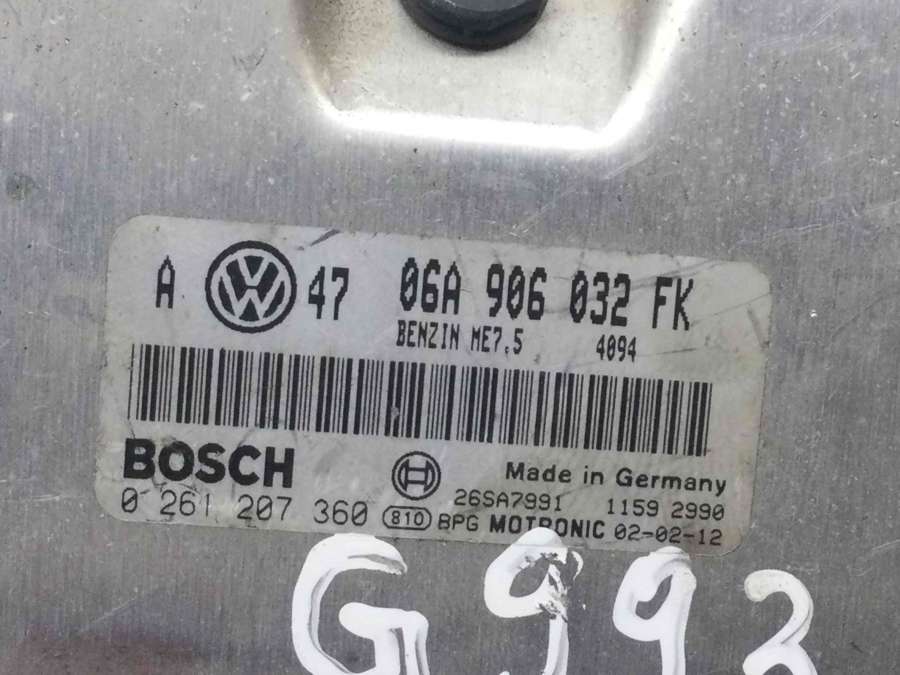 A VW 47 06A 906 032 FK
BENZIN ME7.5 4094
BOSCH Made in Germany
26SA7991 1159 2990
0 261 207 360 810 BPG MOTRONIC 02-02-12
G993